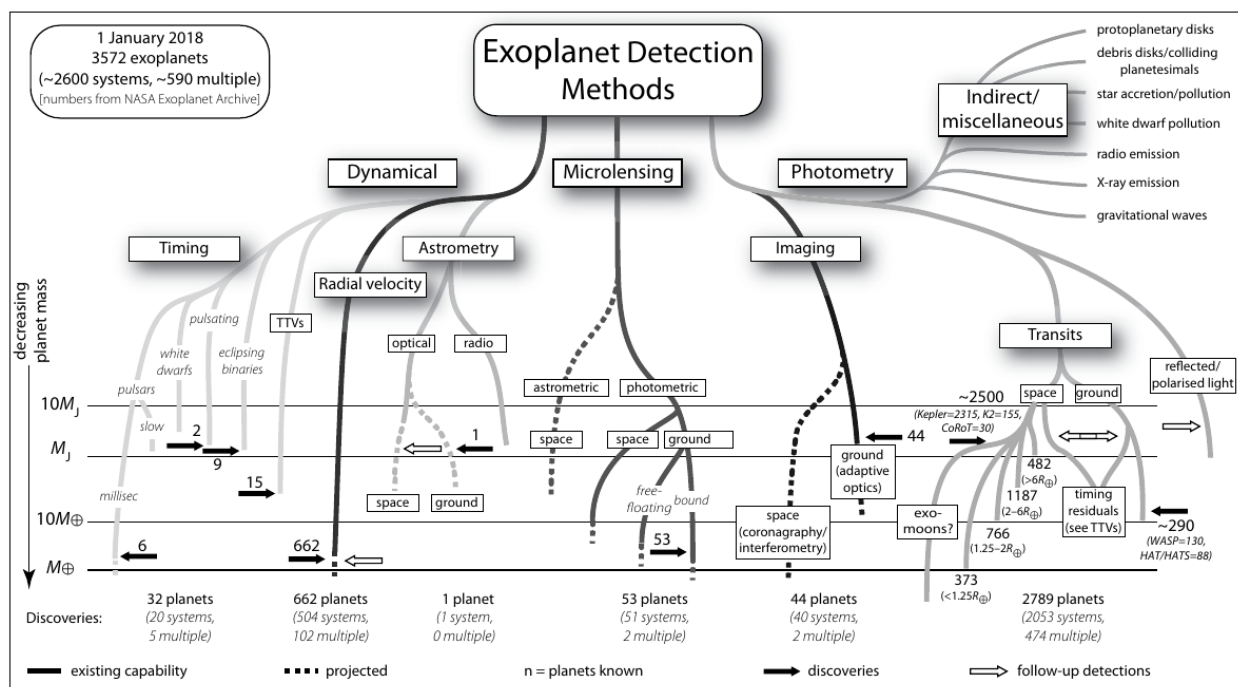 1 January 2018
3572 exoplanets
(~2600 systems, ~590 multiple)
[numbers from NASA Exoplanet Archive]
Exoplanet Detection
Methods
protoplanetary disks
debris disks/colliding
planetesimals
star accretion/pollution
white dwarf pollution
radio emission
X-ray emission
gravitational waves
Indirect/
miscellaneous
Dynamical
Microlensing
Photometry
Timing
Astrometry
Imaging
Radial velocity
decreasing
planet mass
pulsating
TTVs
optical
radio
Transits
white
dwarfs
eclipsing
binaries
reflected/
polarised light
pulsars
astrometric
photometric
space
ground
~2500
(Kepler=2315, K2=155,
CoRoT=30)
10MJ
slow
2
1
space
space
ground
44
MJ
9
ground
(adaptive
optics)
482
(>6R⊕)
15
millisec
space
ground
free-
floating
bound
1187
(2–6R⊕)
exo-
moons?
timing
residuals
(see TTVs)
10M⊕
space
(coronagraphy/
interferometry)
766
(1.25–2R⊕)
~290
(WASP=130,
HAT/HATS=88)
6
662
53
M⊕
373
(<1.25R⊕)
Discoveries:
32 planets
(20 systems,
5 multiple)
662 planets
(504 systems,
102 multiple)
1 planet
(1 system,
0 multiple)
53 planets
(51 systems,
2 multiple)
44 planets
(40 systems,
2 multiple)
2789 planets
(2053 systems,
474 multiple)
existing capability
projected
n = planets known
discoveries
follow-up detections